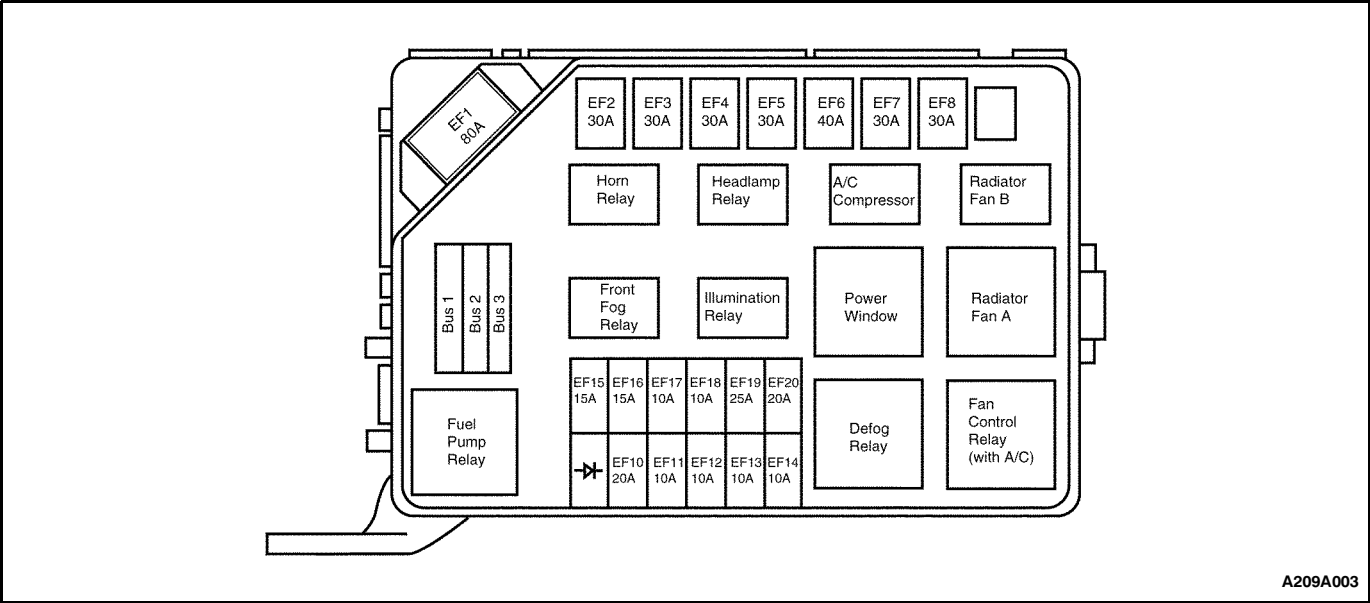 EF1
80A
EF2
30A
EF3
30A
EF4
30A
EF5
30A
EF6
40A
EF7
30A
EF8
30A
Horn
Relay
Headlamp
Relay
A/C
Compressor
Radiator
Fan B
Bus 1
Bus 2
Bus 3
Front
Fog
Relay
Illumination
Relay
Power
Window
Radiator
Fan A
EF15
15A
EF16
15A
EF17
10A
EF18
10A
EF19
25A
EF20
20A
Fuel
Pump
Relay
EF10
20A
EF11
10A
EF12
10A
EF13
10A
EF14
10A
Defog
Relay
Fan
Control
Relay
(with A/C)
A209A003